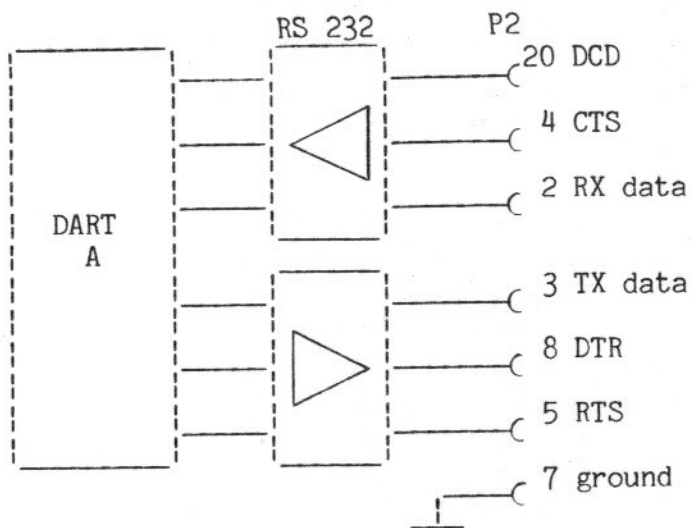 RS 232 P2
20 DCD
4 CTS
2 RX data
DART
A
3 TX data
8 DTR
5 RTS
7 ground